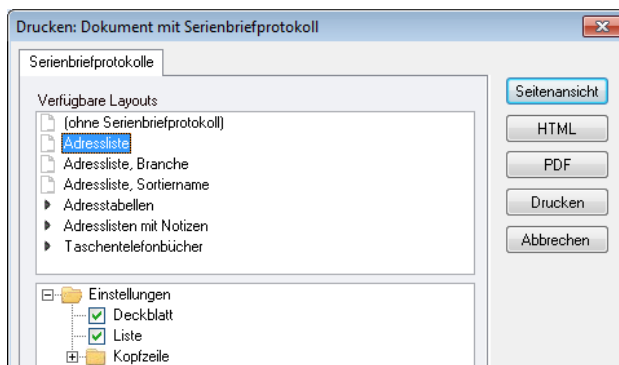 Drucken: Dokument mit Serienbriefprotokoll
Serienbriefprotokolle
Verfügbare Layouts
(ohne Serienbriefprotokoll)
Adressliste
Adressliste, Branche
Adressliste, Sortiername
Adresstabellen
Adresslisten mit Notizen
Taschentelefonbücher
Einstellungen
Deckblatt
Liste
Kopfzeile
Seitenansicht
HTML
PDF
Drucken
Abbrechen